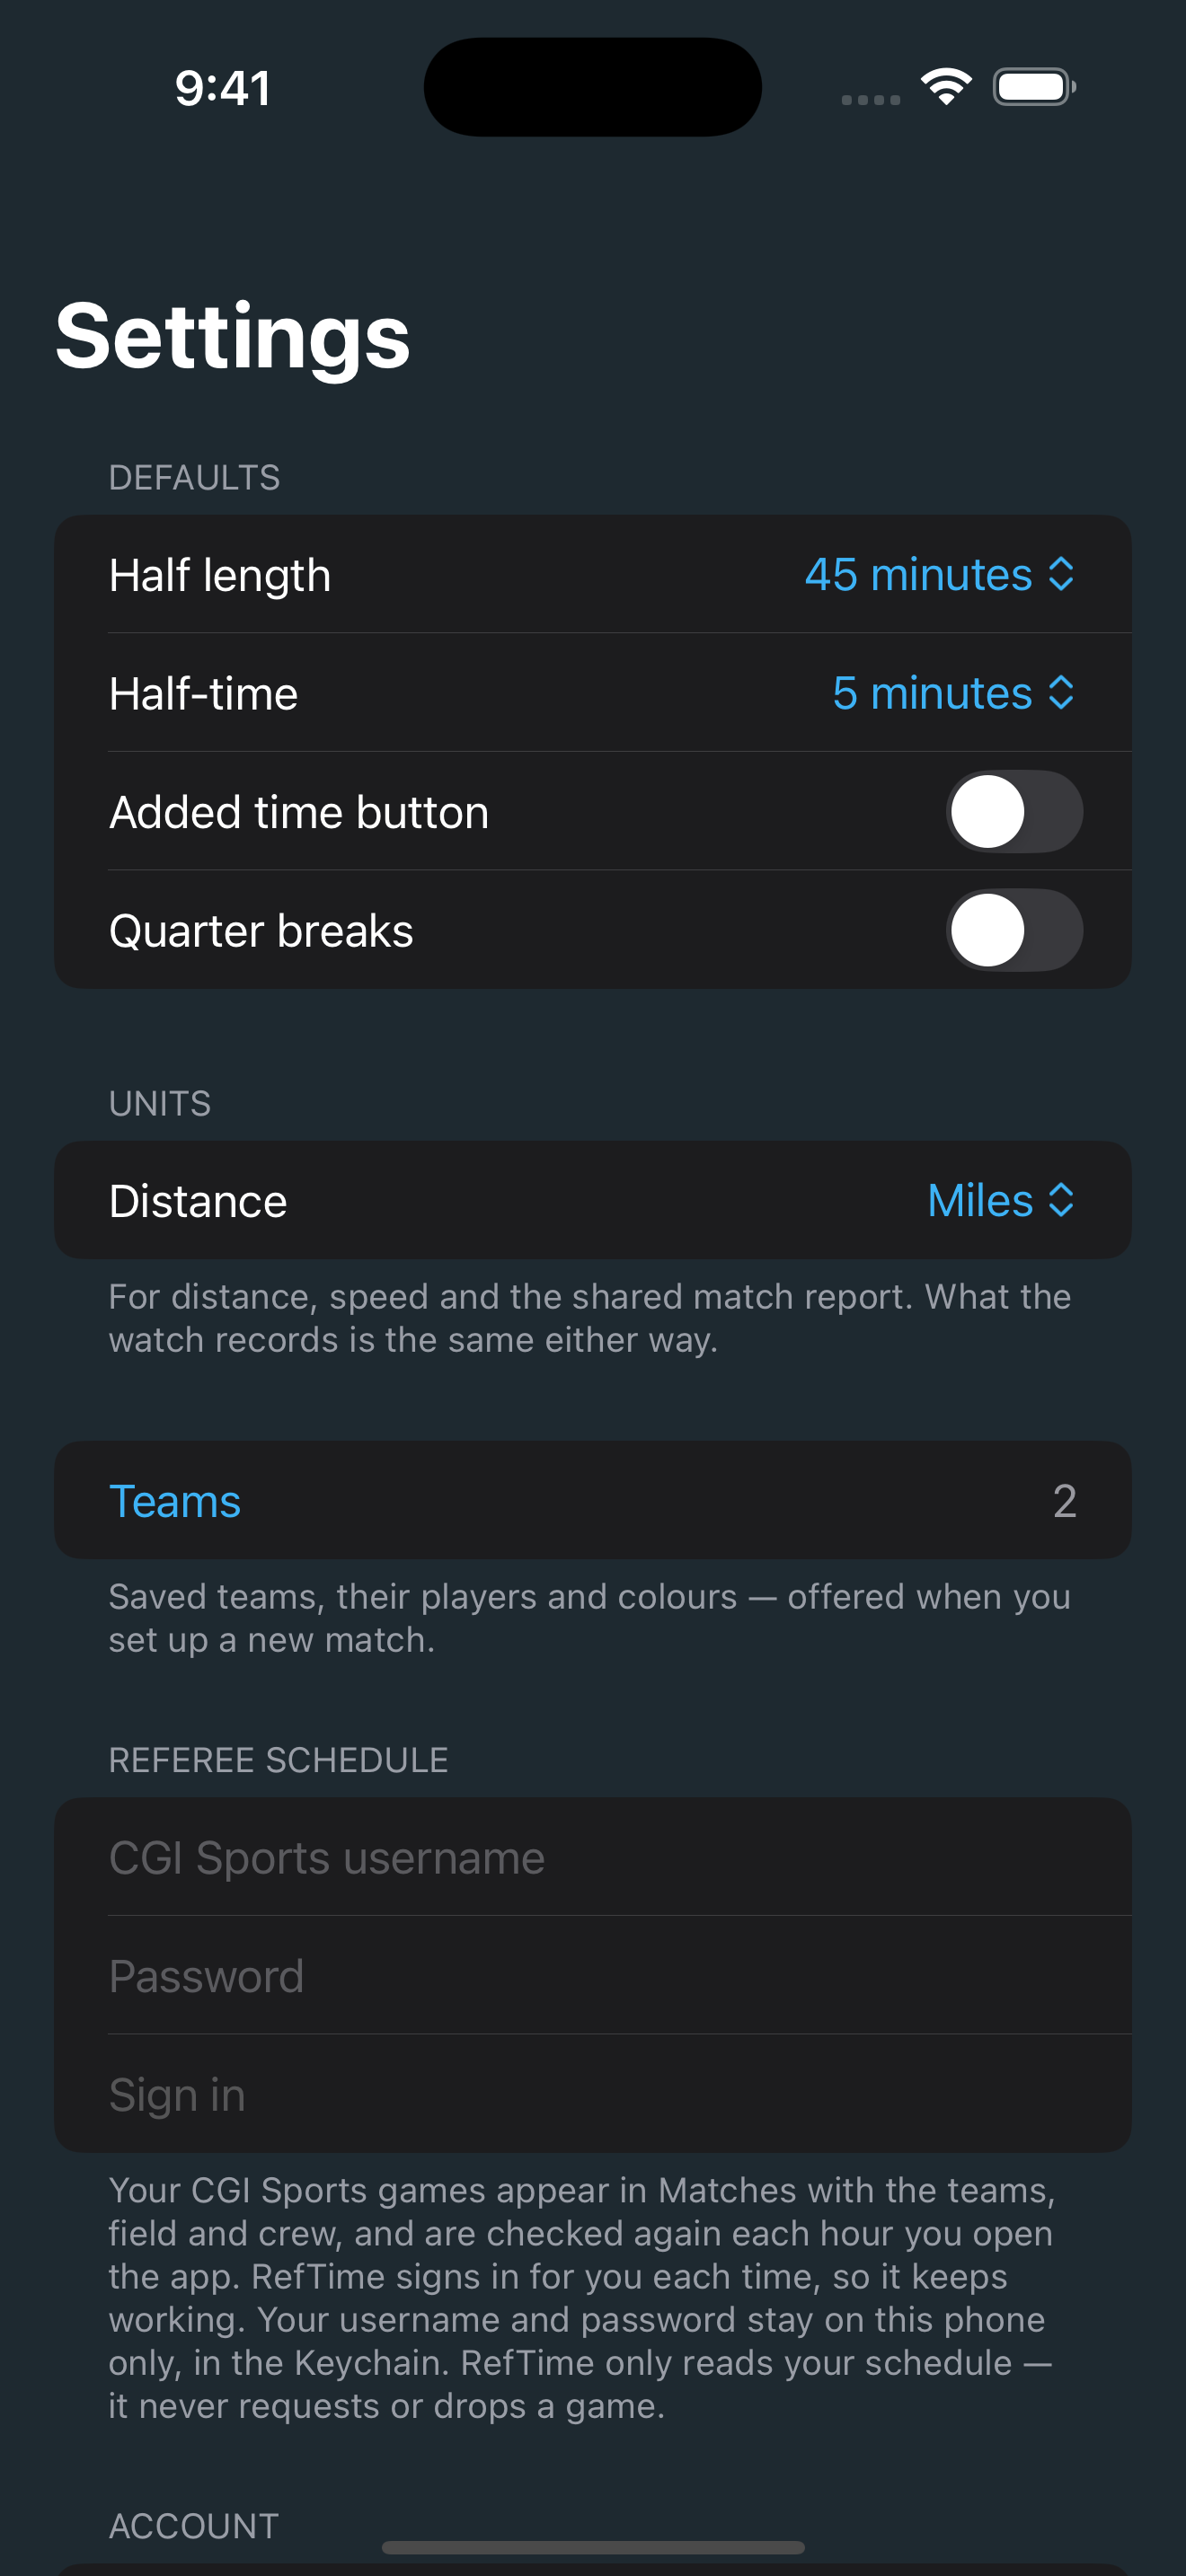 9:41
Settings
DEFAULTS
Half length 45 minutes
Half-time 5 minutes
Added time button
Quarter breaks
UNITS
Distance Miles
For distance, speed and the shared match report. What the
watch records is the same either way.
Teams 2
Saved teams, their players and colours — offered when you
set up a new match.
REFEREE SCHEDULE
CGI Sports username
Password
Sign in
Your CGI Sports games appear in Matches with the teams,
field and crew, and are checked again each hour you open
the app. RefTime signs in for you each time, so it keeps
working. Your username and password stay on this phone
only, in the Keychain. RefTime only reads your schedule —
it never requests or drops a game.
ACCOUNT